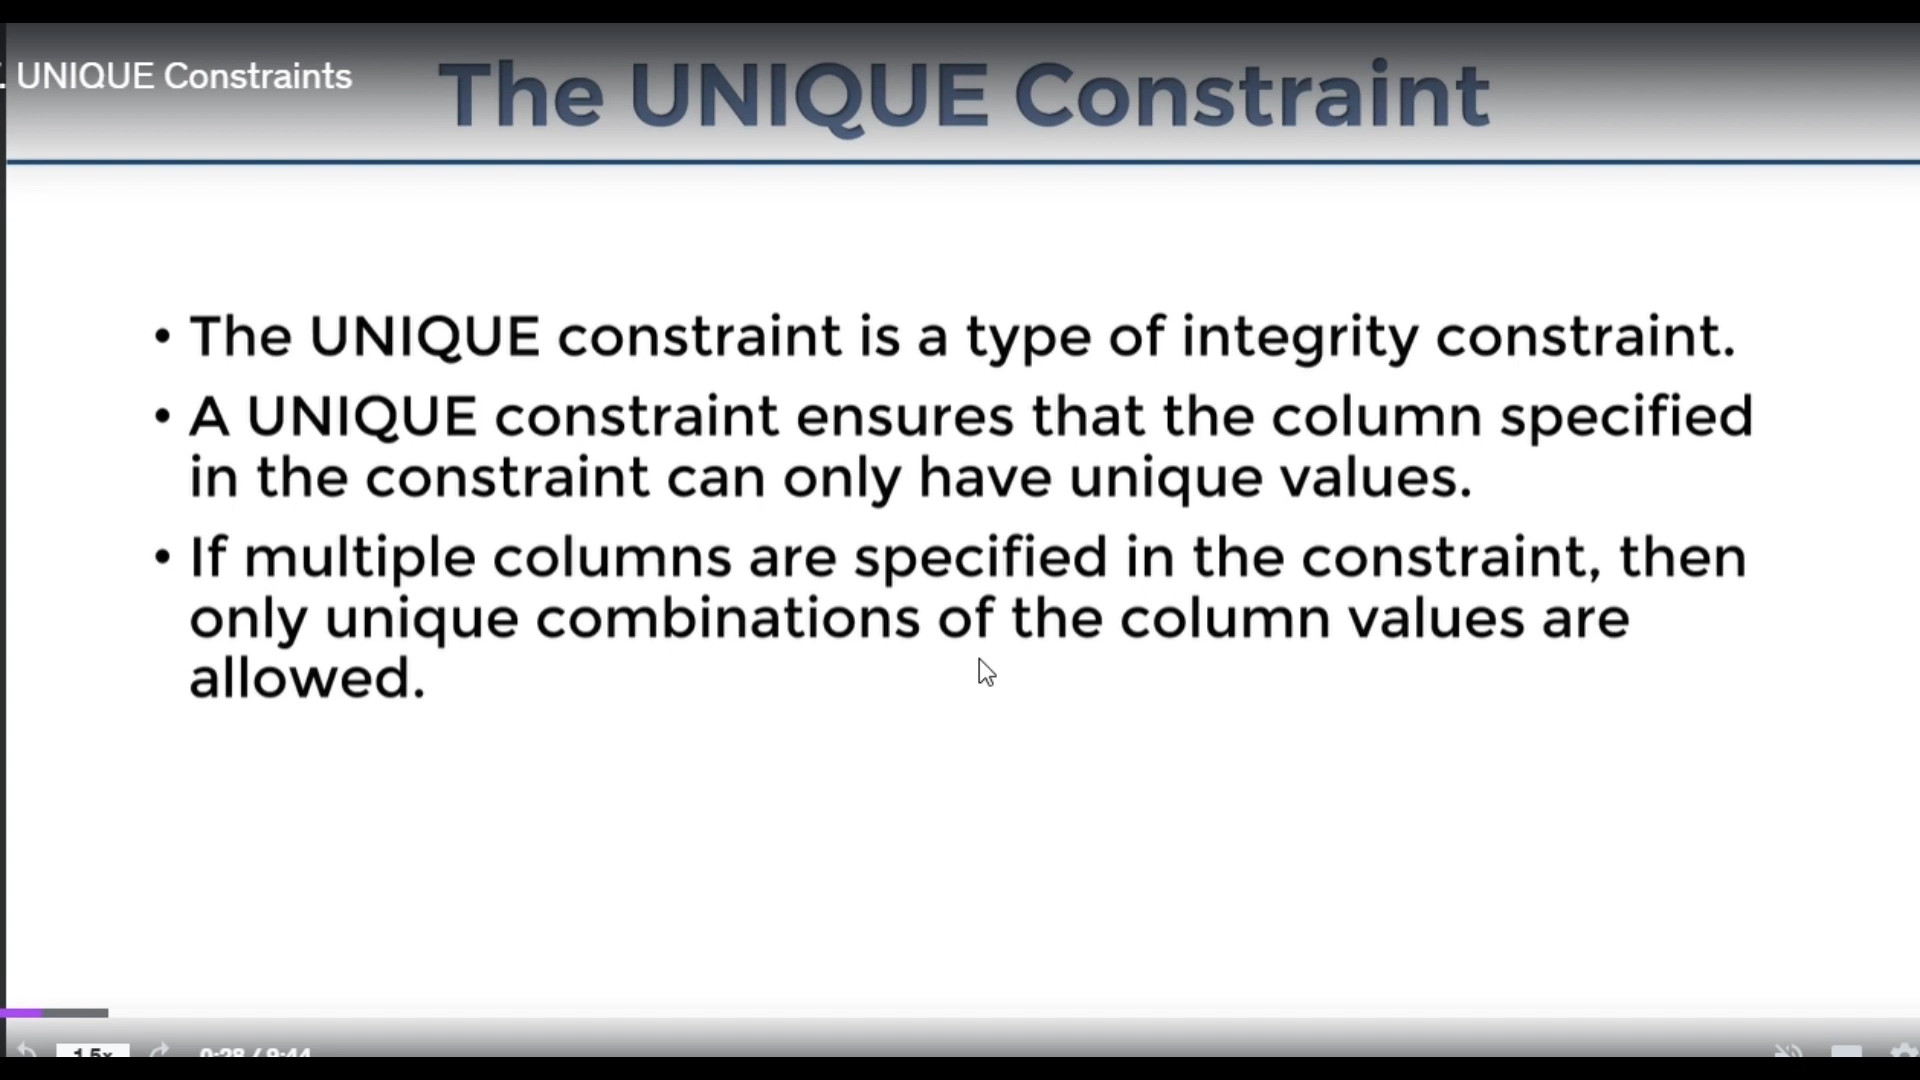 . UNIQUE Constraints
The UNIQUE Constraint
• The UNIQUE constraint is a type of integrity constraint.
• A UNIQUE constraint ensures that the column specified
in the constraint can only have unique values.
• If multiple columns are specified in the constraint, then
only unique combinations of the column values are
allowed.
1.5x
0:28 / 9:44